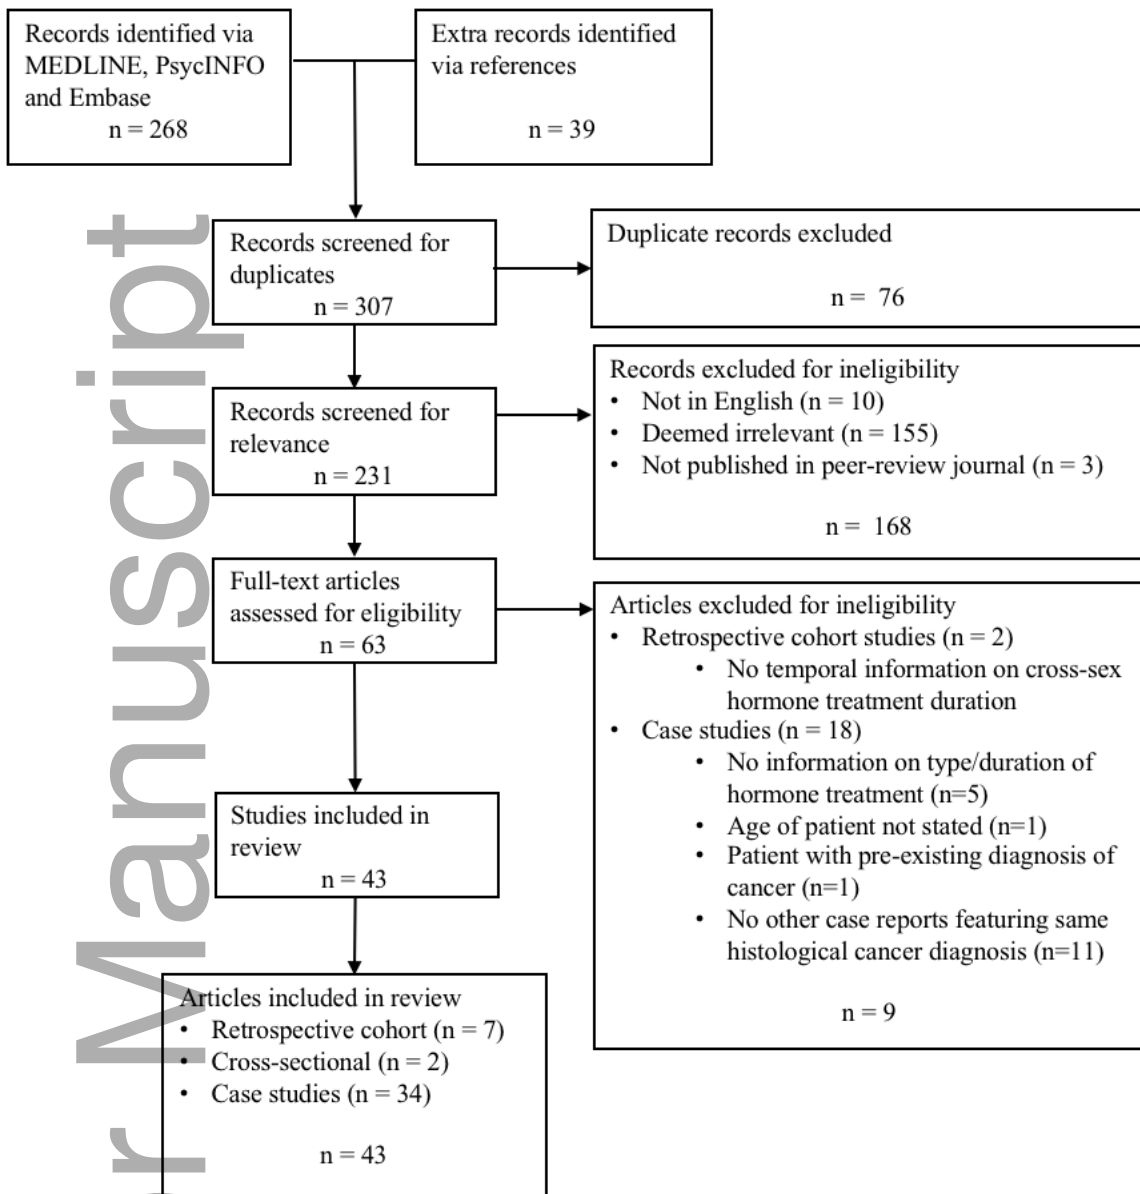 Records identified via
MEDLINE, PsycINFO
and Embase
n = 268
Extra records identified
via references
n = 39
Records screened for
duplicates
n = 307
Duplicate records excluded
n = 76
Records screened for
relevance
n = 231
Records excluded for ineligibility
• Not in English (n = 10)
• Deemed irrelevant (n = 155)
• Not published in peer-review journal (n = 3)
n = 168
Full-text articles
assessed for eligibility
n = 63
Articles excluded for ineligibility
• Retrospective cohort studies (n = 2)
• No temporal information on cross-sex
hormone treatment duration
• Case studies (n = 18)
• No information on type/duration of
hormone treatment (n=5)
• Age of patient not stated (n=1)
• Patient with pre-existing diagnosis of
cancer (n=1)
• No other case reports featuring same
histological cancer diagnosis (n=11)
n = 9
Studies included in
review
n = 43
Articles included in review
• Retrospective cohort (n = 7)
• Cross-sectional (n = 2)
• Case studies (n = 34)
n = 43
r Manuscript